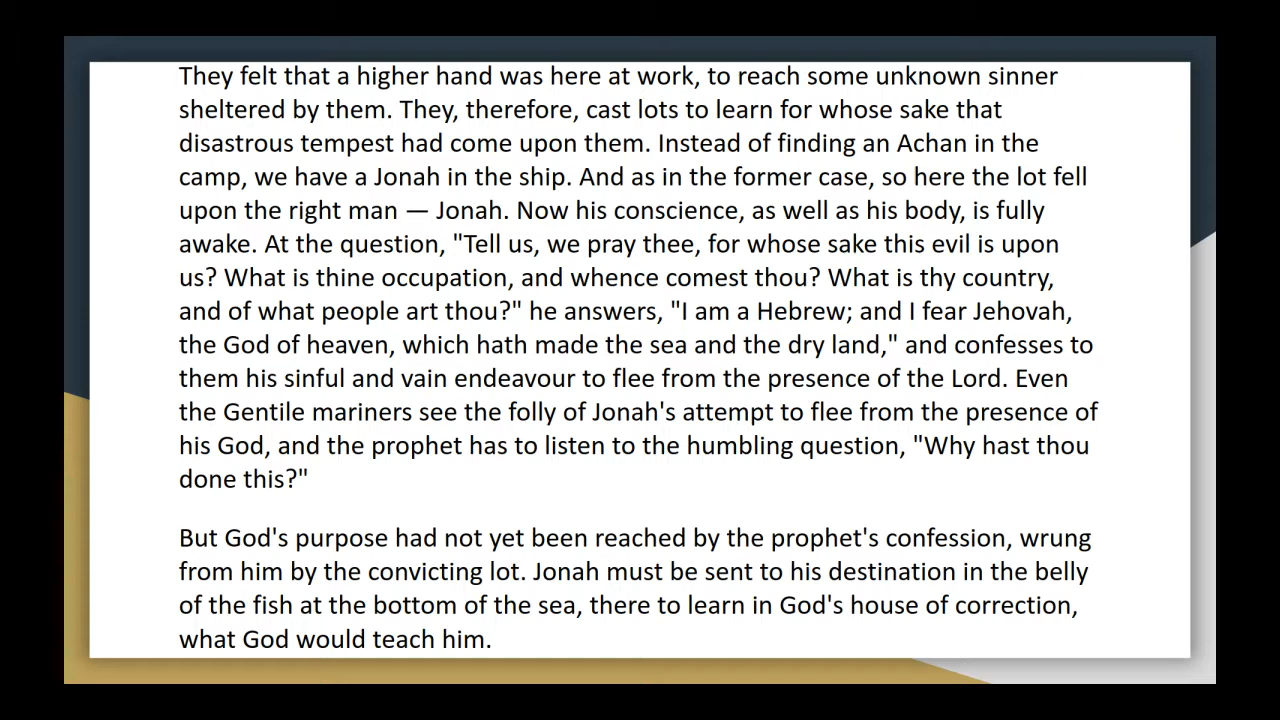 They felt that a higher hand was here at work, to reach some unknown sinner
sheltered by them. They, therefore, cast lots to learn for whose sake that
disastrous tempest had come upon them. Instead of finding an Achan in the
camp, we have a Jonah in the ship. And as in the former case, so here the lot fell
upon the right man — Jonah. Now his conscience, as well as his body, is fully
awake. At the question, "Tell us, we pray thee, for whose sake this evil is upon
us? What is thine occupation, and whence comest thou? What is thy country,
and of what people art thou?" he answers, "I am a Hebrew; and I fear Jehovah,
the God of heaven, which hath made the sea and the dry land," and confesses to
them his sinful and vain endeavour to flee from the presence of the Lord. Even
the Gentile mariners see the folly of Jonah's attempt to flee from the presence of
his God, and the prophet has to listen to the humbling question, "Why hast thou
done this?"
But God's purpose had not yet been reached by the prophet's confession, wrung
from him by the convicting lot. Jonah must be sent to his destination in the belly
of the fish at the bottom of the sea, there to learn in God's house of correction,
what God would teach him.